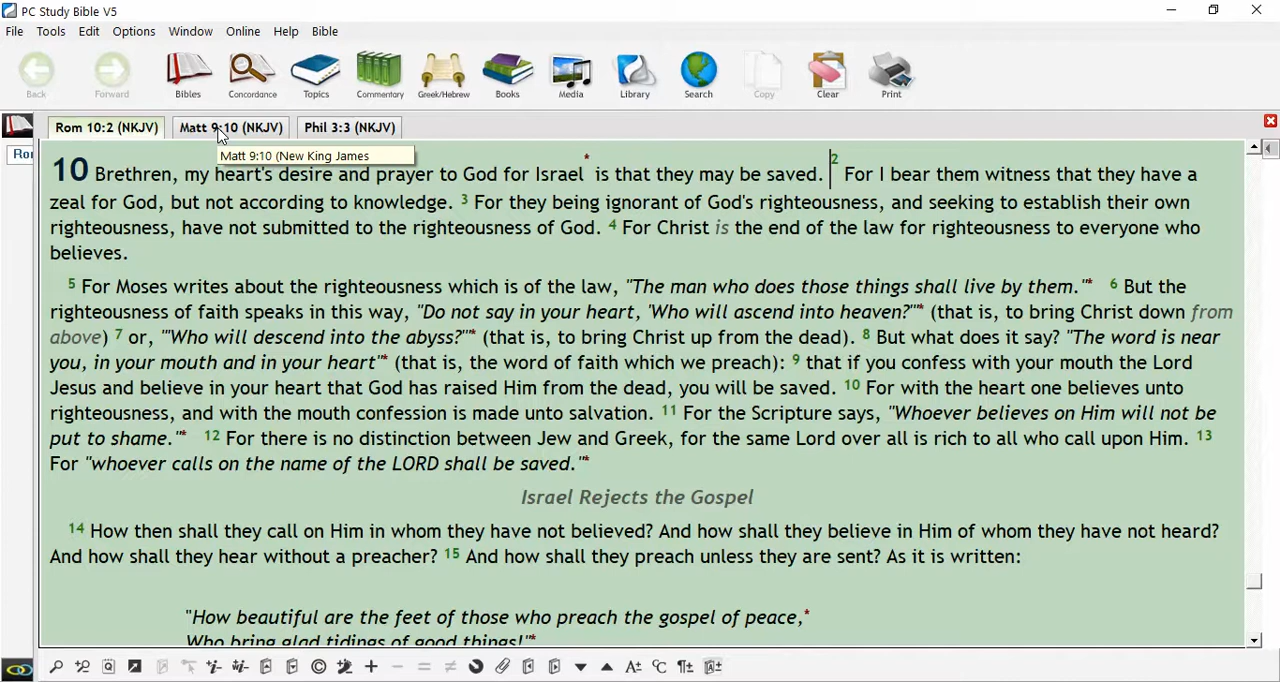 PC Study Bible V5
File Tools Edit Options Window Online Help Bible
Back Forward Bibles Concordance Topics Commentary Greek/Hebrew Books Media Library Search Copy Clear Print
Rom 10:2 (NKJV) Matt 9:10 (NKJV) Phil 3:3 (NKJV)
Ro
Matt 9:10 (New King James
10 Brethren, my heart's desire and prayer to God for Israel* is that they may be saved. 2 For I bear them witness that they have a
zeal for God, but not according to knowledge. 3 For they being ignorant of God's righteousness, and seeking to establish their own
righteousness, have not submitted to the righteousness of God. 4 For Christ is the end of the law for righteousness to everyone who
believes.
5 For Moses writes about the righteousness which is of the law, "The man who does those things shall live by them."* 6 But the
righteousness of faith speaks in this way, "Do not say in your heart, 'Who will ascend into heaven?'"* (that is, to bring Christ down from
above) 7 or, "'Who will descend into the abyss?'"* (that is, to bring Christ up from the dead). 8 But what does it say? "The word is near
you, in your mouth and in your heart"* (that is, the word of faith which we preach): 9 that if you confess with your mouth the Lord
Jesus and believe in your heart that God has raised Him from the dead, you will be saved. 10 For with the heart one believes unto
righteousness, and with the mouth confession is made unto salvation. 11 For the Scripture says, "Whoever believes on Him will not be
put to shame."* 12 For there is no distinction between Jew and Greek, for the same Lord over all is rich to all who call upon Him. 13
For "whoever calls on the name of the LORD shall be saved."*
Israel Rejects the Gospel
14 How then shall they call on Him in whom they have not believed? And how shall they believe in Him of whom they have not heard?
And how shall they hear without a preacher? 15 And how shall they preach unless they are sent? As it is written:
"How beautiful are the feet of those who preach the gospel of peace,*
Who bring glad tidings of good things!"*